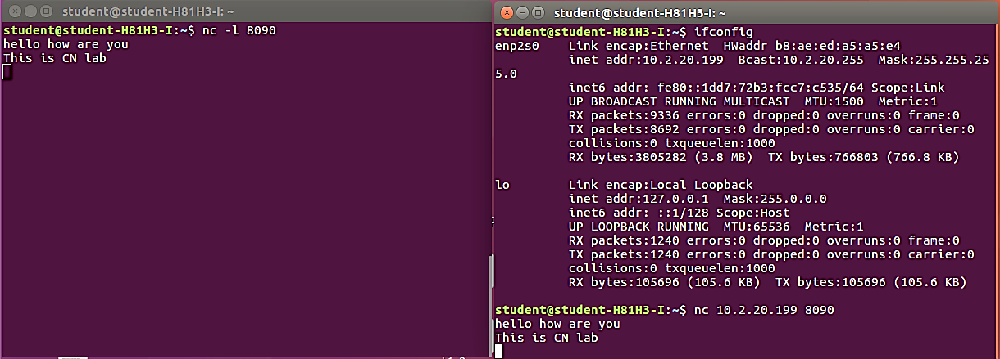 student@student-H81H3-I: ~
student@student-H81H3-I:~$ nc -l 8090
hello how are you
This is CN lab
student@student-H81H3-I: ~
student@student-H81H3-I:~$ ifconfig
enp2s0    Link encap:Ethernet  HWaddr b8:ae:ed:a5:a5:e4
          inet addr:10.2.20.199  Bcast:10.2.20.255  Mask:255.255.25
5.0
          inet6 addr: fe80::1dd7:72b3:fcc7:c535/64 Scope:Link
          UP BROADCAST RUNNING MULTICAST  MTU:1500  Metric:1
          RX packets:9336 errors:0 dropped:0 overruns:0 frame:0
          TX packets:8692 errors:0 dropped:0 overruns:0 carrier:0
          collisions:0 txqueuelen:1000
          RX bytes:3805282 (3.8 MB)  TX bytes:766803 (766.8 KB)

lo        Link encap:Local Loopback
          inet addr:127.0.0.1  Mask:255.0.0.0
          inet6 addr: ::1/128 Scope:Host
          UP LOOPBACK RUNNING  MTU:65536  Metric:1
          RX packets:1240 errors:0 dropped:0 overruns:0 frame:0
          TX packets:1240 errors:0 dropped:0 overruns:0 carrier:0
          collisions:0 txqueuelen:1000
          RX bytes:105696 (105.6 KB)  TX bytes:105696 (105.6 KB)

student@student-H81H3-I:~$ nc 10.2.20.199 8090
hello how are you
This is CN lab